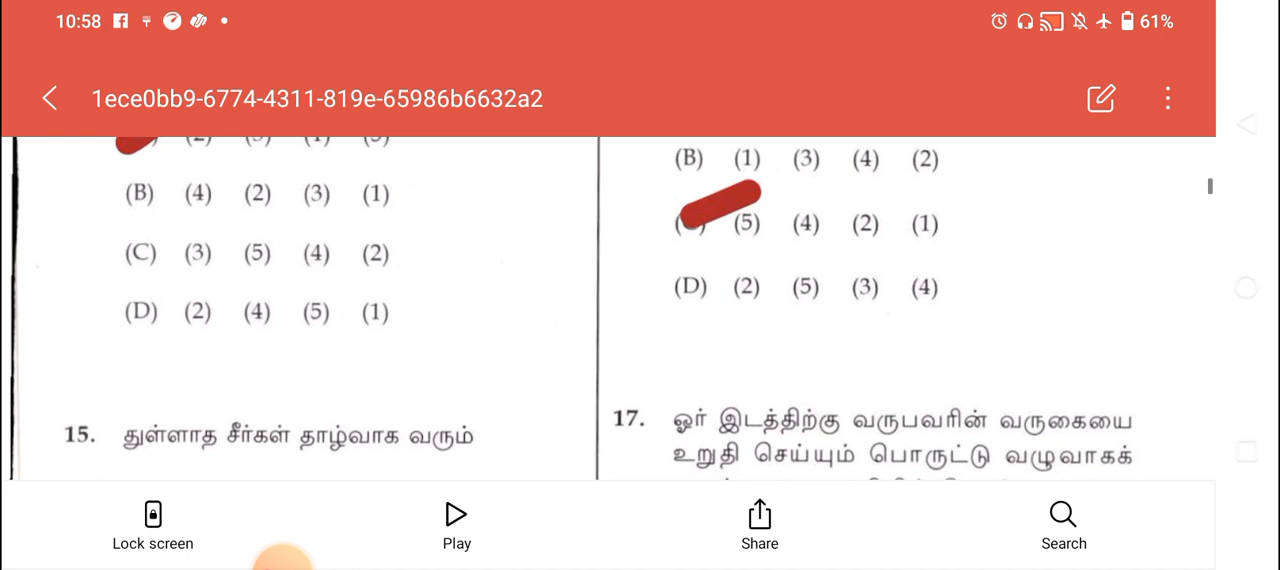 10:58
61%
1ece0bb9-6774-4311-819e-65986b6632a2
(B) (4) (2) (3) (1)
(C) (3) (5) (4) (2)
(D) (2) (4) (5) (1)
15. துள்ளாத சீர்கள் தாழ்வாக வரும்
(B) (1) (3) (4) (2)
(5) (4) (2) (1)
(D) (2) (5) (3) (4)
17. ஓர் இடத்திற்கு வருபவரின் வருகையை
உறுதி செய்யும் பொருட்டு வழுவாகக்
Lock screen
Play
Share
Search